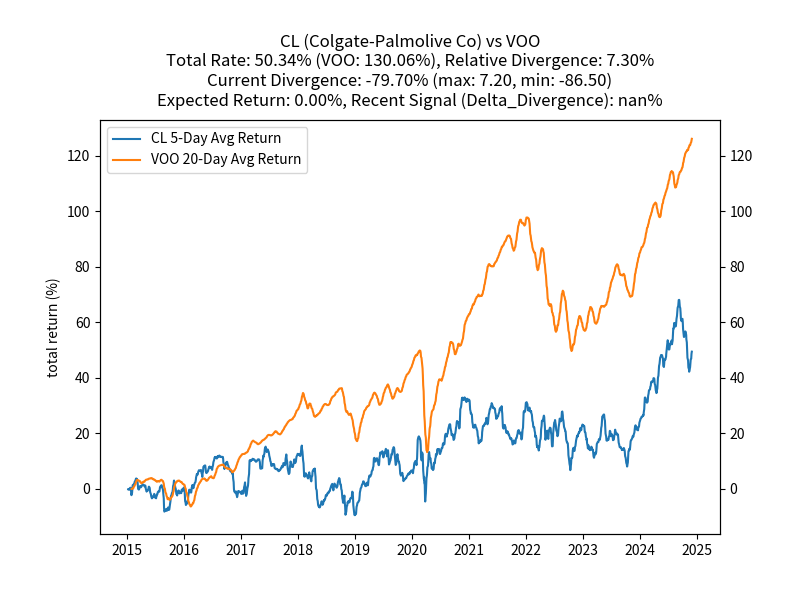 CL (Colgate-Palmolive Co) vs VOO
Total Rate: 50.34% (VOO: 130.06%), Relative Divergence: 7.30%
Current Divergence: -79.70% (max: 7.20, min: -86.50)
Expected Return: 0.00%, Recent Signal (Delta_Divergence): nan%
CL 5-Day Avg Return
VOO 20-Day Avg Return
total return (%)
120 120
100 100
80 80
60 60
40 40
20 20
0 0
2015 2016 2017 2018 2019 2020 2021 2022 2023 2024 2025